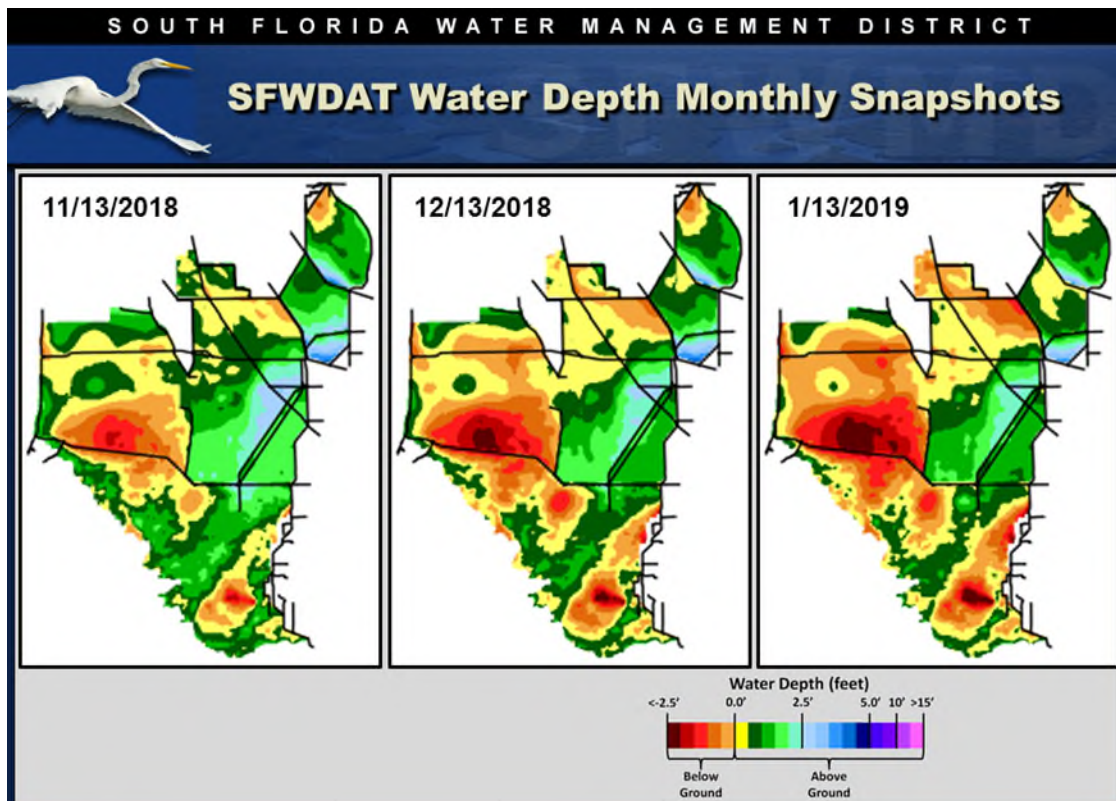 SOUTH FLORIDA WATER MANAGEMENT DISTRICT
SFWDAT Water Depth Monthly Snapshots
11/13/2018
12/13/2018
1/13/2019
Water Depth (feet)
<-2.5' 0.0' 2.5' 5.0' 10' >15'
Below Above
Ground Ground